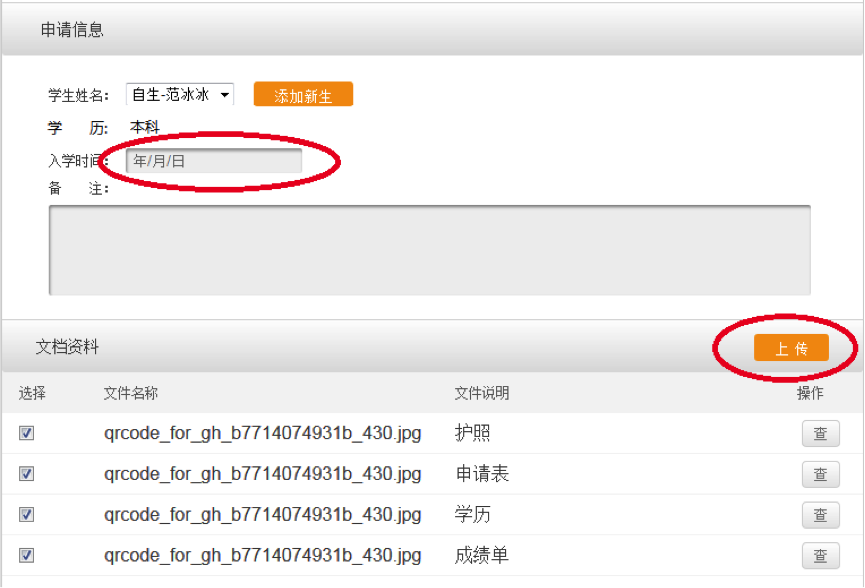 申请信息
学生姓名： 自生-范冰冰 添加新生
学 历： 本科
入学时间： 年/月/日
备 注：
文档资料 上 传
选择 文件名称 文件说明 操作
qrcode_for_gh_b7714074931b_430.jpg 护照 查
qrcode_for_gh_b7714074931b_430.jpg 申请表 查
qrcode_for_gh_b7714074931b_430.jpg 学历 查
qrcode_for_gh_b7714074931b_430.jpg 成绩单 查